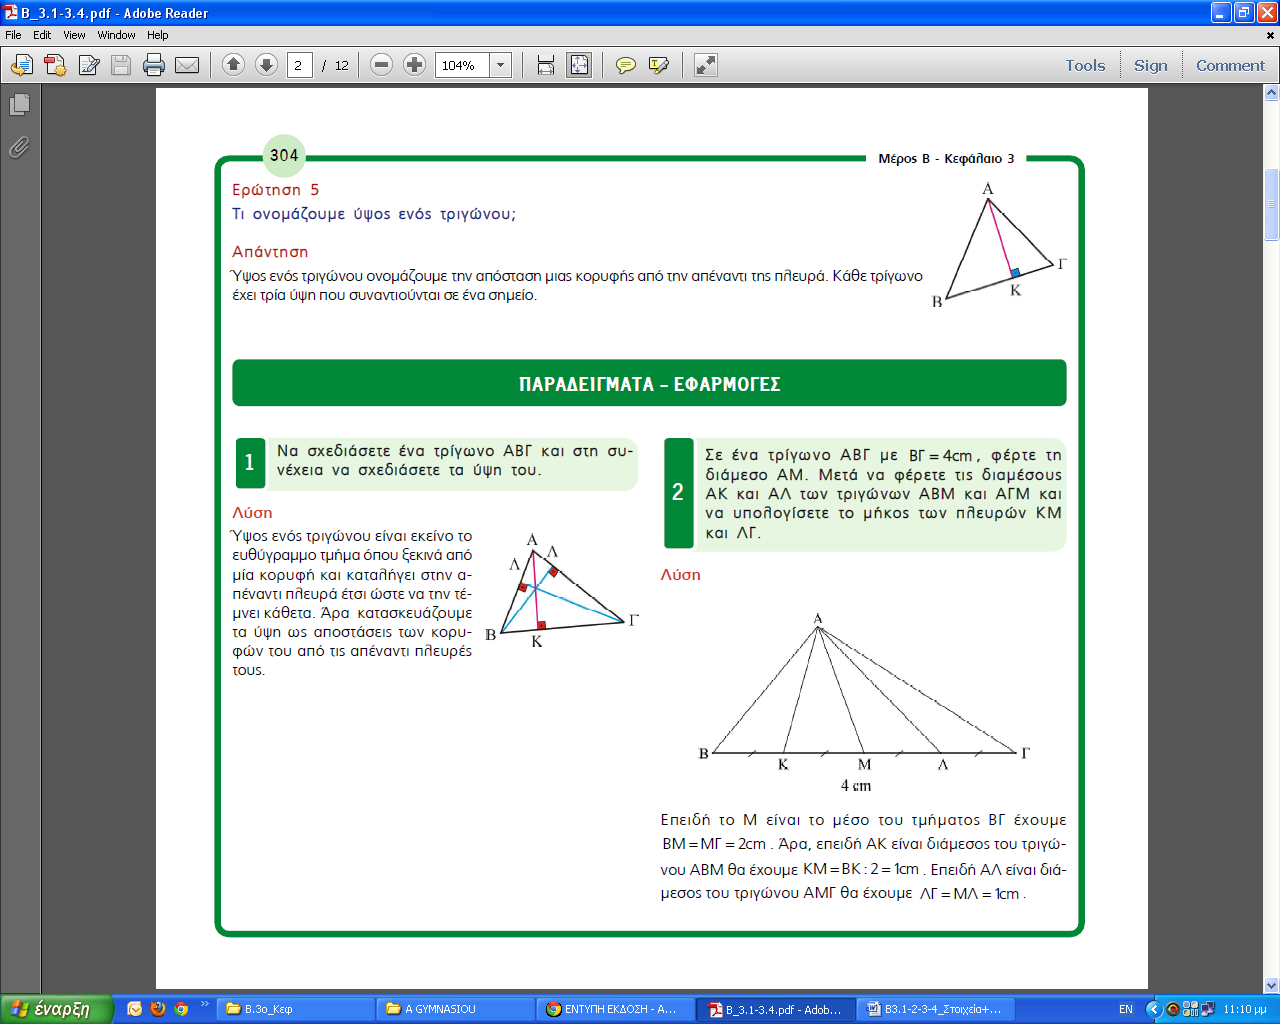 B_3.1-3.4.pdf - Adobe Reader
File Edit View Window Help
2 / 12 104% Tools Sign Comment
304
Μέρος Β - Κεφάλαιο 3
Ερώτηση 5
Τι ονομάζουμε ύψος ενός τριγώνου;
Απάντηση
Ύψος ενός τριγώνου ονομάζουμε την απόσταση μιας κορυφής από την απέναντι της πλευρά. Κάθε τρίγωνο
έχει τρία ύψη που συναντιούνται σε ένα σημείο.
Α
Γ
Κ
Β
ΠΑΡΑΔΕΙΓΜΑΤΑ - ΕΦΑΡΜΟΓΕΣ
1
Να σχεδιάσετε ένα τρίγωνο ΑΒΓ και στη συ-
νέχεια να σχεδιάσετε τα ύψη του.
Λύση
Ύψος ενός τριγώνου είναι εκείνο το
ευθύγραμμο τμήμα όπου ξεκινά από
μία κορυφή και καταλήγει στην α-
πέναντι πλευρά έτσι ώστε να την τέ-
μνει κάθετα. Άρα κατασκευάζουμε
τα ύψη ως αποστάσεις των κορυ-
φών του από τις απέναντι πλευρές
τους.
Α
Λ
Λ
Γ
Β
Κ
2
Σε ένα τρίγωνο ΑΒΓ με ΒΓ = 4cm, φέρτε τη
διάμεσο ΑΜ. Μετά να φέρετε τις διαμέσους
ΑΚ και ΑΛ των τριγώνων ΑΒΜ και ΑΓΜ και
να υπολογίσετε το μήκος των πλευρών ΚΜ
και ΛΓ.
Λύση
Α
Β Γ
Κ Μ Λ
4 cm
Επειδή το Μ είναι το μέσο του τμήματος ΒΓ έχουμε
ΒΜ = ΜΓ = 2cm . Άρα, επειδή ΑΚ είναι διάμεσος του τριγώ-
νου ΑΒΜ θα έχουμε ΚΜ = ΒΚ : 2 = 1cm . Επειδή ΑΛ είναι διά-
μεσος του τριγώνου ΑΜΓ θα έχουμε ΛΓ = ΜΛ = 1cm .
έναρξη B.3o_Κεφ A GYMNASIOU ΕΝΤΥΠΗ ΕΚΔΟΣΗ - Α... B_3.1-3.4.pdf - Adob... B3.1-2-3-4_Στοιχεία+... EN 11:10 μμ